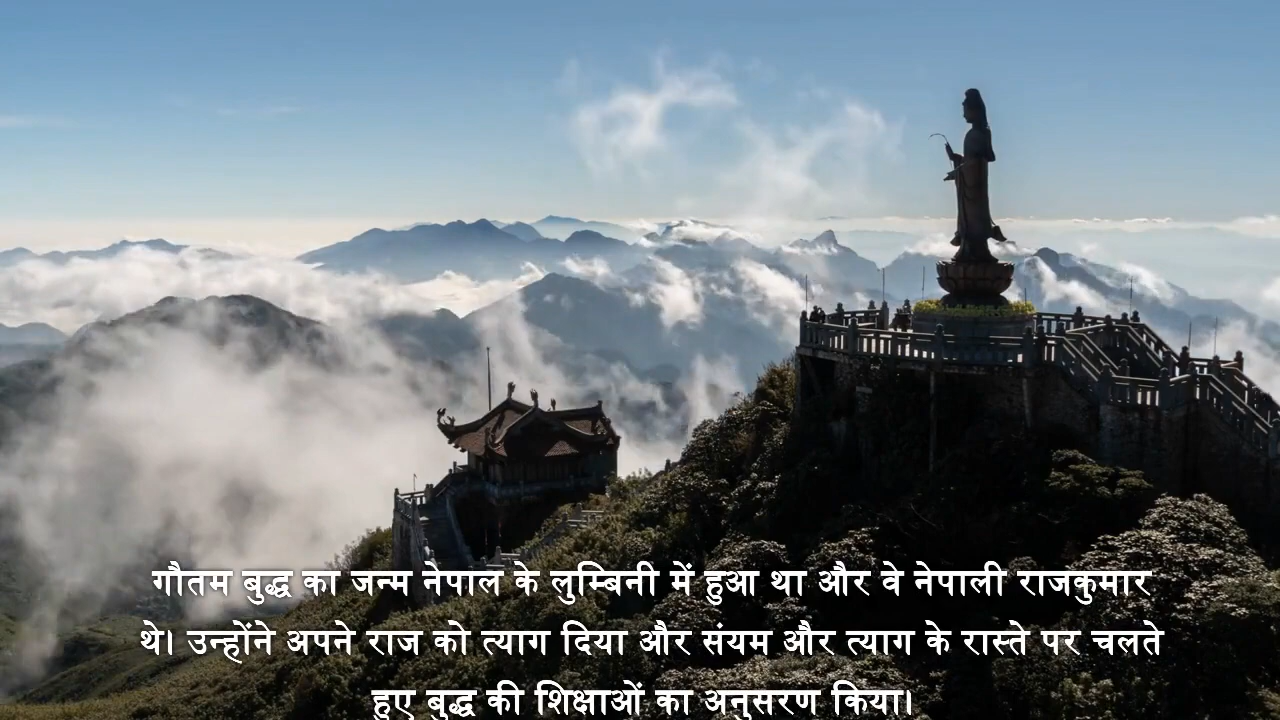 गौतम बुद्ध का जन्म नेपाल के लुम्बिनी में हुआ था और वे नेपाली राजकुमार
थे। उन्होंने अपने राज को त्याग दिया और संयम और त्याग के रास्ते पर चलते
हुए बुद्ध की शिक्षाओं का अनुसरण किया।